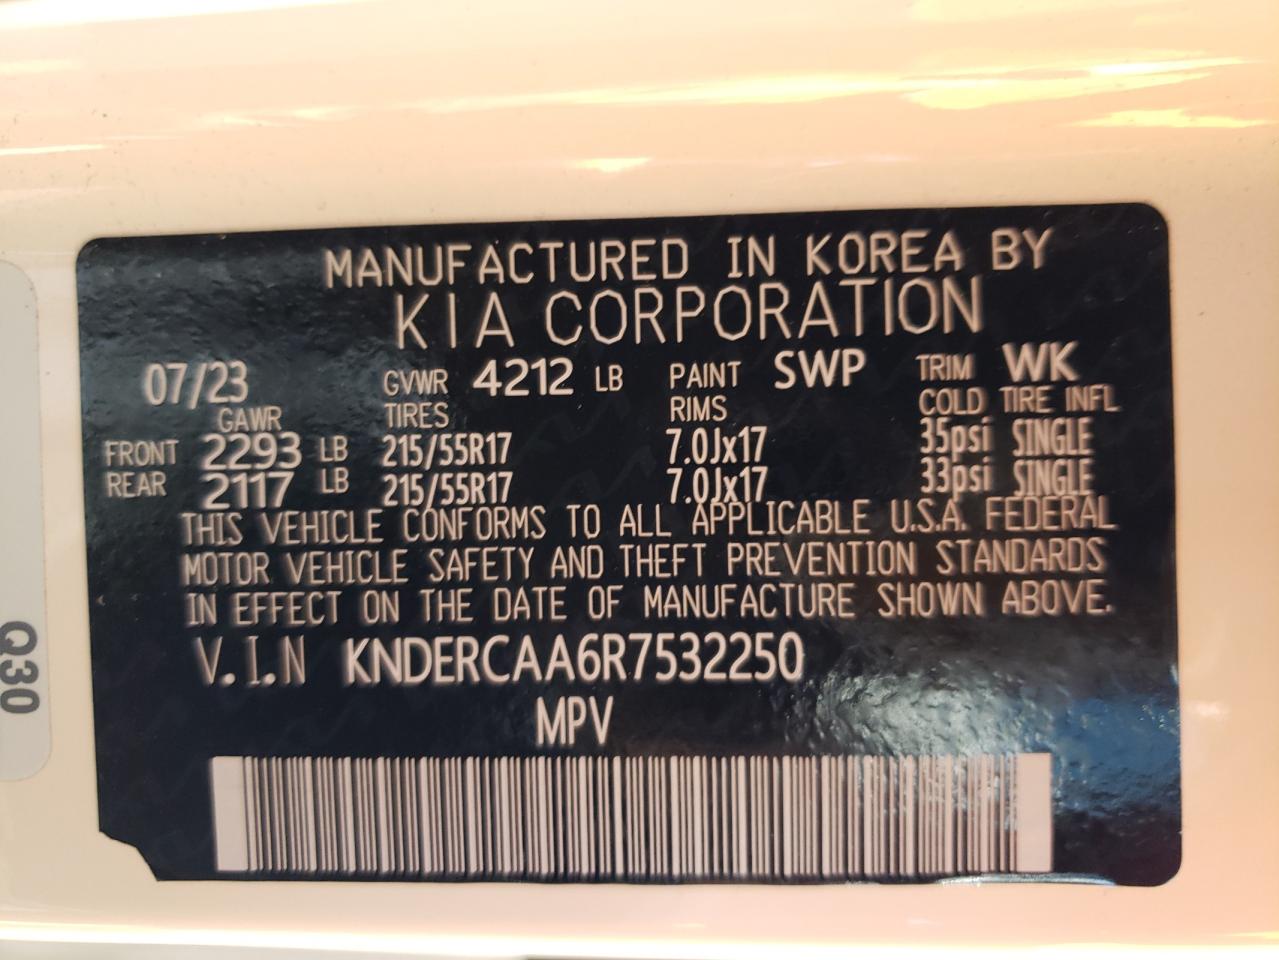 MANUFACTURED IN KOREA BY
KIA CORPORATION
07/23 GVWR 4212 LB PAINT SWP TRIM WK
GAWR TIRES RIMS COLD TIRE INFL
FRONT 2293 LB 215/55R17 7.0Jx17 35psi SINGLE
REAR 2117 LB 215/55R17 7.0Jx17 33psi SINGLE
THIS VEHICLE CONFORMS TO ALL APPLICABLE U.S.A. FEDERAL
MOTOR VEHICLE SAFETY AND THEFT PREVENTION STANDARDS
IN EFFECT ON THE DATE OF MANUFACTURE SHOWN ABOVE.
V.I.N KNDERCAA6R7532250
MPV
Q30